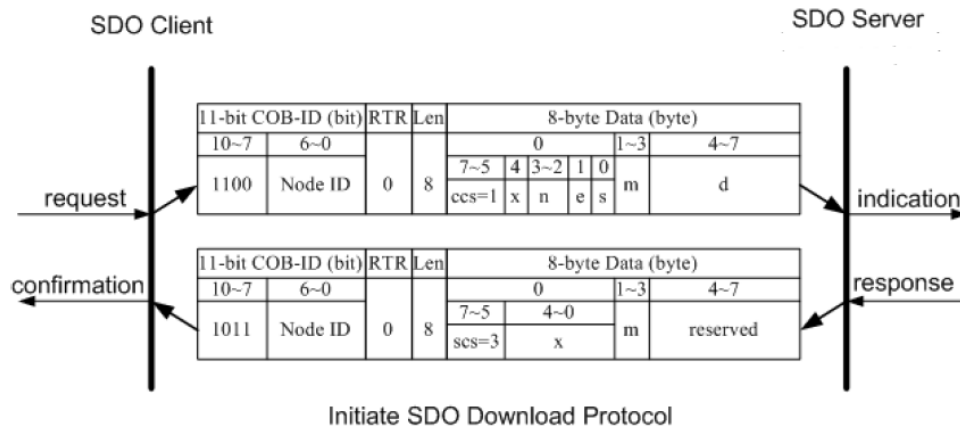 SDO Client
SDO Server
11-bit COB-ID (bit) RTR Len 8-byte Data (byte)
10~7 6~0 0 1~3 4~7
7~5 4 3~2 1 0
1100 Node ID 0 8 m d
ccs=1 x n e s
request
indication
11-bit COB-ID (bit) RTR Len 8-byte Data (byte)
10~7 6~0 0 1~3 4~7
confirmation
response
7~5 4~0
1011 Node ID 0 8 m reserved
scs=3 x
Initiate SDO Download Protocol